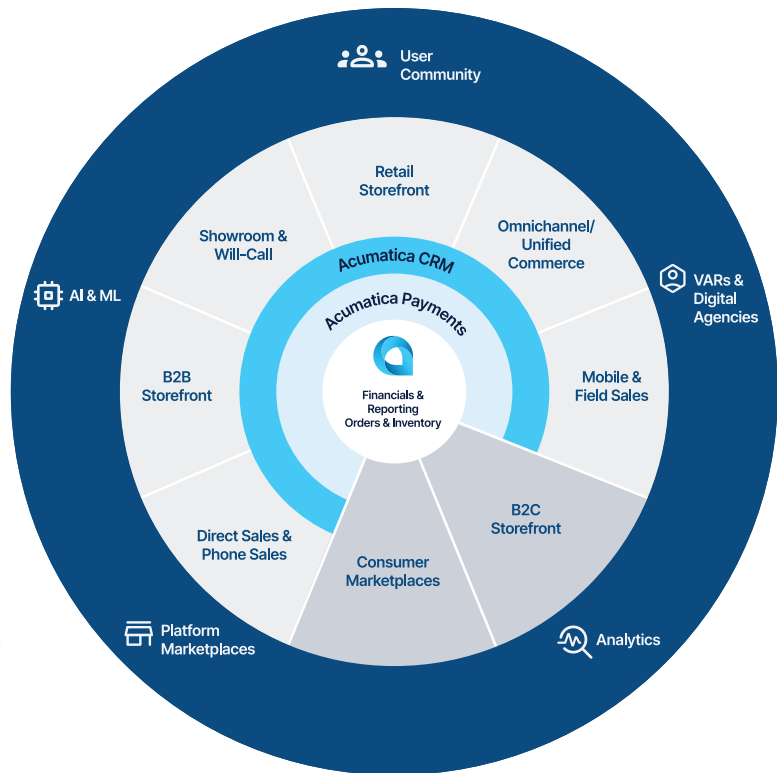 User
Community
Retail
Storefront
Showroom &
Will-Call
Omnichannel/
Unified
Commerce
Acumatica CRM
Acumatica Payments
AI & ML
VARs &
Digital
Agencies
B2B
Storefront
Mobile &
Field Sales
Financials &
Reporting
Orders & Inventory
B2C
Storefront
Direct Sales &
Phone Sales
Consumer
Marketplaces
Platform
Marketplaces
Analytics